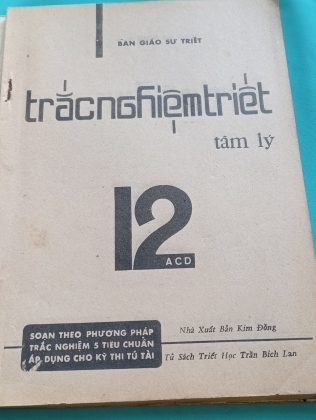 BAN GIÁO SƯ TRIẾT
trắcnghiệmtriết
tâm lý
12
ACD
SOẠN THEO PHƯƠNG PHÁP
TRẮC NGHIỆM 5 TIÊU CHUẨN
ÁP DỤNG CHO KỲ THI TÚ TÀI
Nhà Xuất Bản Kim Đăng
Tủ Sách Triết Học Trần Bích Lan